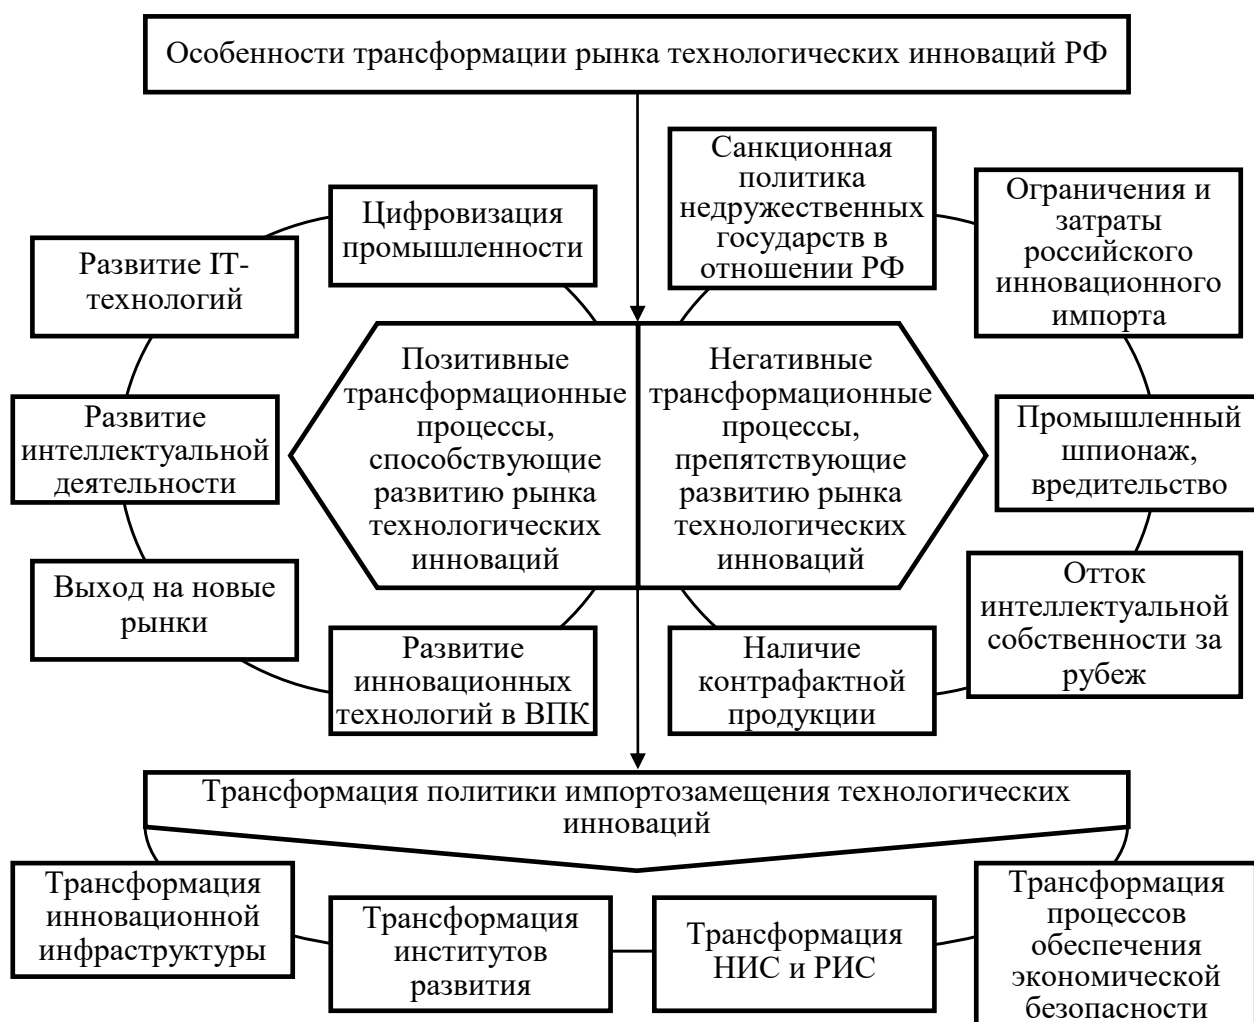 Особенности трансформации рынка технологических инноваций РФ
Санкционная
политика
недружественных
государств в
отношении РФ
Ограничения и
затраты
российского
инновационного
импорта
Цифровизация
промышленности
Развитие IT-
технологий
Позитивные
трансформационные
процессы,
способствующие
развитию рынка
технологических
инноваций
Негативные
трансформационные
процессы,
препятствующие
развитию рынка
технологических
инноваций
Развитие
интеллектуальной
деятельности
Промышленный
шпионаж,
вредительство
Выход на новые
рынки
Отток
интеллектуальной
собственности за
рубеж
Развитие
инновационных
технологий в ВПК
Наличие
контрафактной
продукции
Трансформация политики импортозамещения технологических
инноваций
Трансформация
инновационной
инфраструктуры
Трансформация
институтов
развития
Трансформация
НИС и РИС
Трансформация
процессов
обеспечения
экономической
безопасности